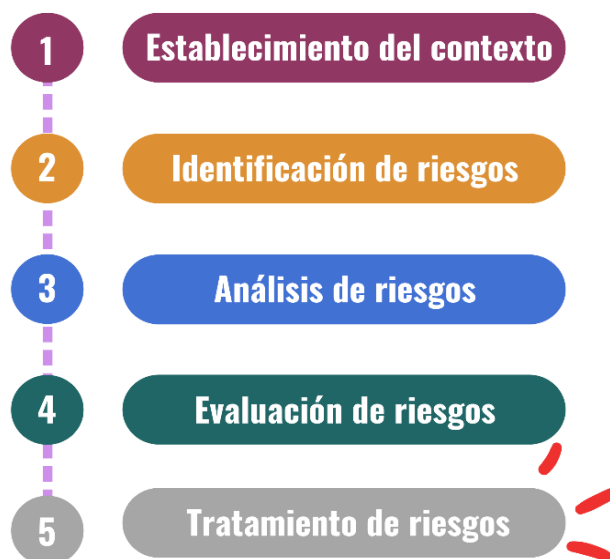 1 Establecimiento del contexto
2 Identificación de riesgos
3 Análisis de riesgos
4 Evaluación de riesgos
5 Tratamiento de riesgos